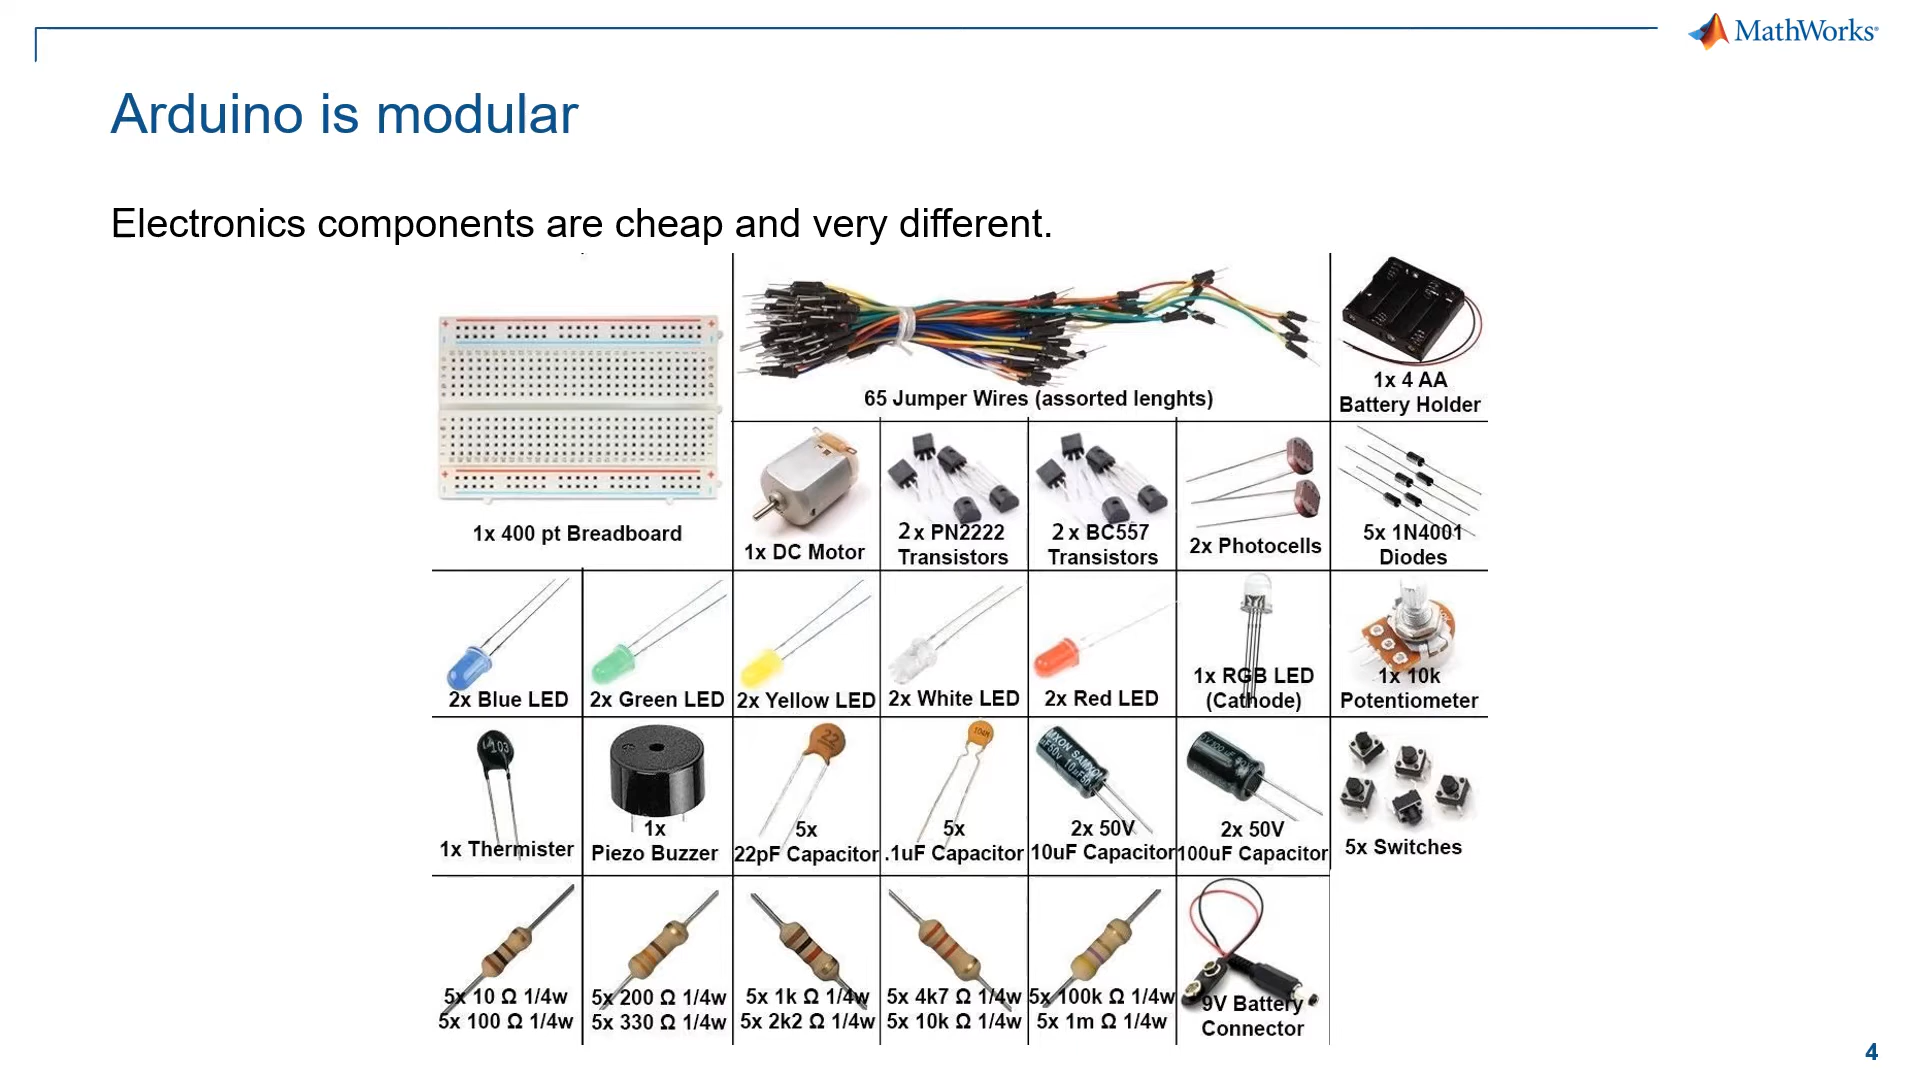 MathWorks®
Arduino is modular
Electronics components are cheap and very different.
65 Jumper Wires (assorted lenghts)
1x 4 AA
Battery Holder
1x 400 pt Breadboard
1x DC Motor
2x PN2222
Transistors
2x BC557
Transistors
2x Photocells
5x 1N4001
Diodes
2x Blue LED
2x Green LED
2x Yellow LED
2x White LED
2x Red LED
1x RGB LED
(Cathode)
1x 10k
Potentiometer
103
22
104M
1x Thermister
1x
Piezo Buzzer
5x
22pF Capacitor
5x
.1uF Capacitor
2x 50V
10uF Capacitor
2x 50V
100uF Capacitor
5x Switches
5x 10 Ω 1/4w
5x 100 Ω 1/4w
5x 200 Ω 1/4w
5x 330 Ω 1/4w
5x 1k Ω 1/4w
5x 2k2 Ω 1/4w
5x 4k7 Ω 1/4w
5x 10k Ω 1/4w
5x 100k Ω 1/4w
5x 1m Ω 1/4w
9V Battery
Connector
4